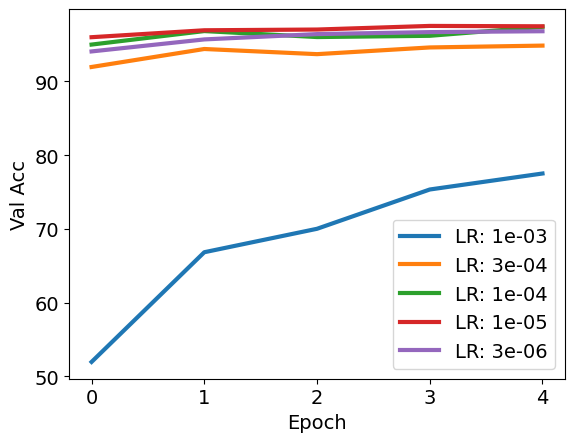 90
80
70
60
50
Val Acc
0 1 2 3 4
Epoch
LR: 1e-03
LR: 3e-04
LR: 1e-04
LR: 1e-05
LR: 3e-06